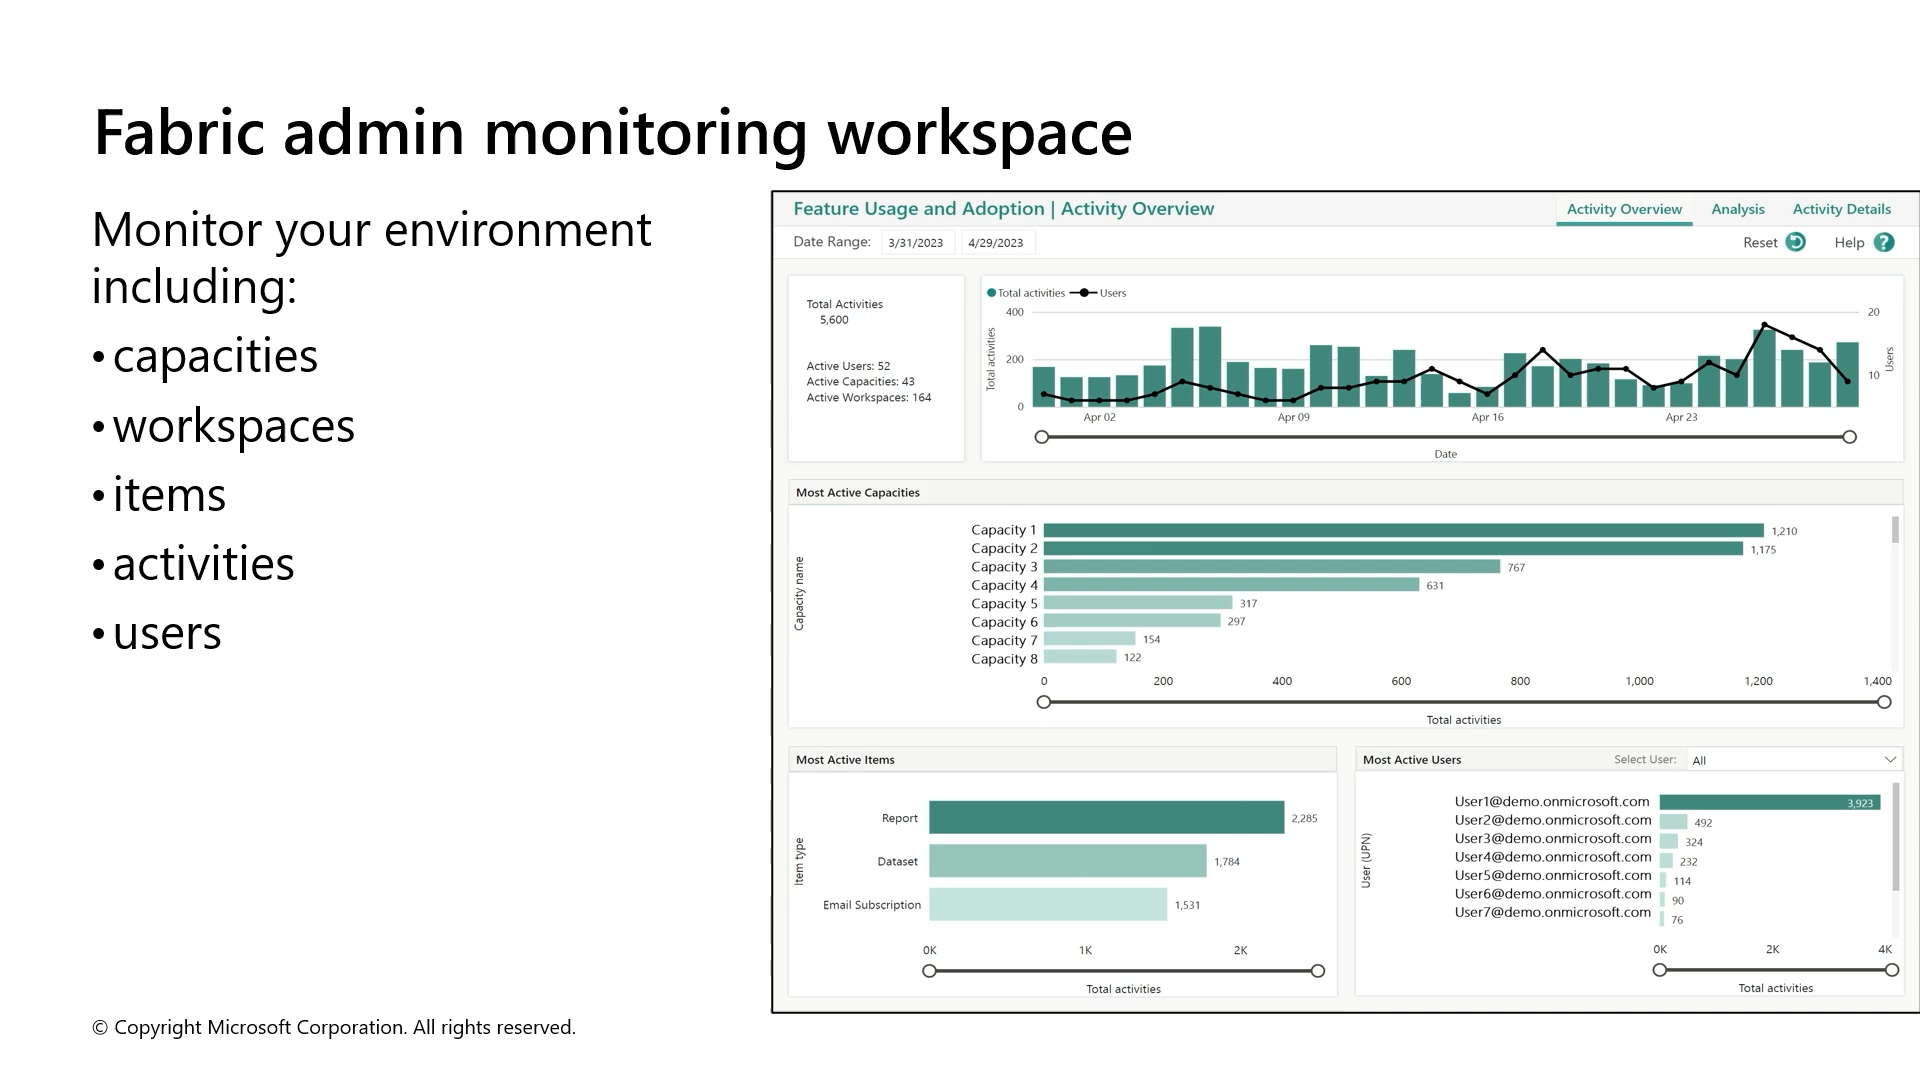 Fabric admin monitoring workspace
Monitor your environment
including:
• capacities
• workspaces
• items
• activities
• users
© Copyright Microsoft Corporation. All rights reserved.
Feature Usage and Adoption | Activity Overview
Activity Overview
Analysis
Activity Details
Date Range: 3/31/2023 4/29/2023
Reset
Help ?
Total Activities
5,600
Active Users: 52
Active Capacities: 43
Active Workspaces: 164
Total activities Users
Total activities
400
200
0
20
10
Users
Apr 02 Apr 09 Apr 16 Apr 23
Date
Most Active Capacities
Capacity name
Capacity 1 1,210
Capacity 2 1,175
Capacity 3 767
Capacity 4 631
Capacity 5 317
Capacity 6 297
Capacity 7 154
Capacity 8 122
0 200 400 600 800 1,000 1,200 1,400
Total activities
Most Active Items
Item type
Report 2,285
Dataset 1,784
Email Subscription 1,531
0K 1K 2K
Total activities
Most Active Users
Select User: All
User (UPN)
User1@demo.onmicrosoft.com 3,923
User2@demo.onmicrosoft.com 492
User3@demo.onmicrosoft.com 324
User4@demo.onmicrosoft.com 232
User5@demo.onmicrosoft.com 114
User6@demo.onmicrosoft.com 90
User7@demo.onmicrosoft.com 76
0K 2K 4K
Total activities